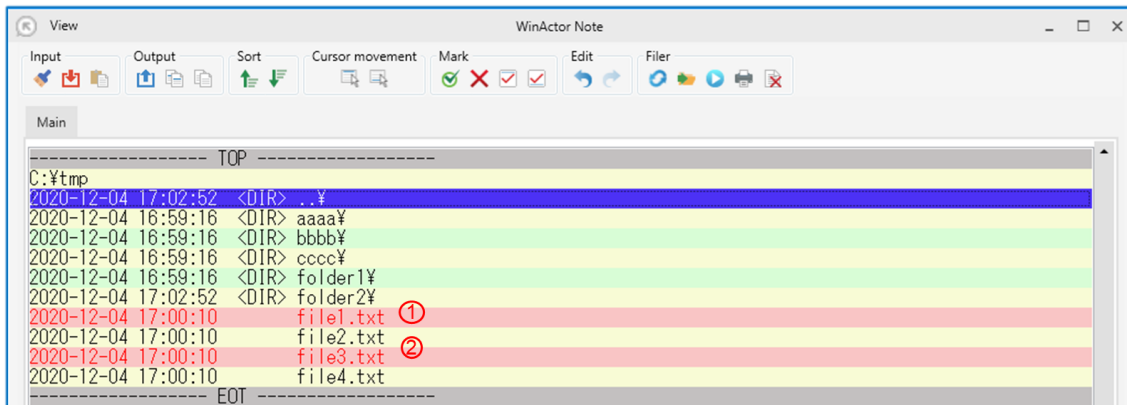 View WinActor Note
Input Output Sort Cursor movement Mark Edit Filer
Main
------------------ TOP ------------------
C:¥tmp
2020-12-04 17:02:52 <DIR> ..¥
2020-12-04 16:59:16 <DIR> aaaa¥
2020-12-04 16:59:16 <DIR> bbbb¥
2020-12-04 16:59:16 <DIR> cccc¥
2020-12-04 16:59:16 <DIR> folder1¥
2020-12-04 17:02:52 <DIR> folder2¥
2020-12-04 17:00:10 file1.txt ①
2020-12-04 17:00:10 file2.txt
2020-12-04 17:00:10 file3.txt ②
2020-12-04 17:00:10 file4.txt
------------------ EOT ------------------